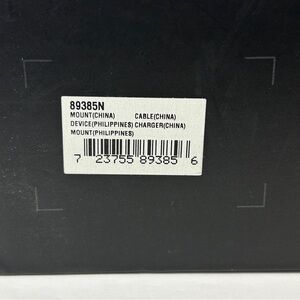 89385N
MOUNT(CHINA) CABLE(CHINA)
DEVICE(PHILIPPINES) CHARGER(CHINA)
MOUNT(PHILIPPINES)
7 23755 89385 6